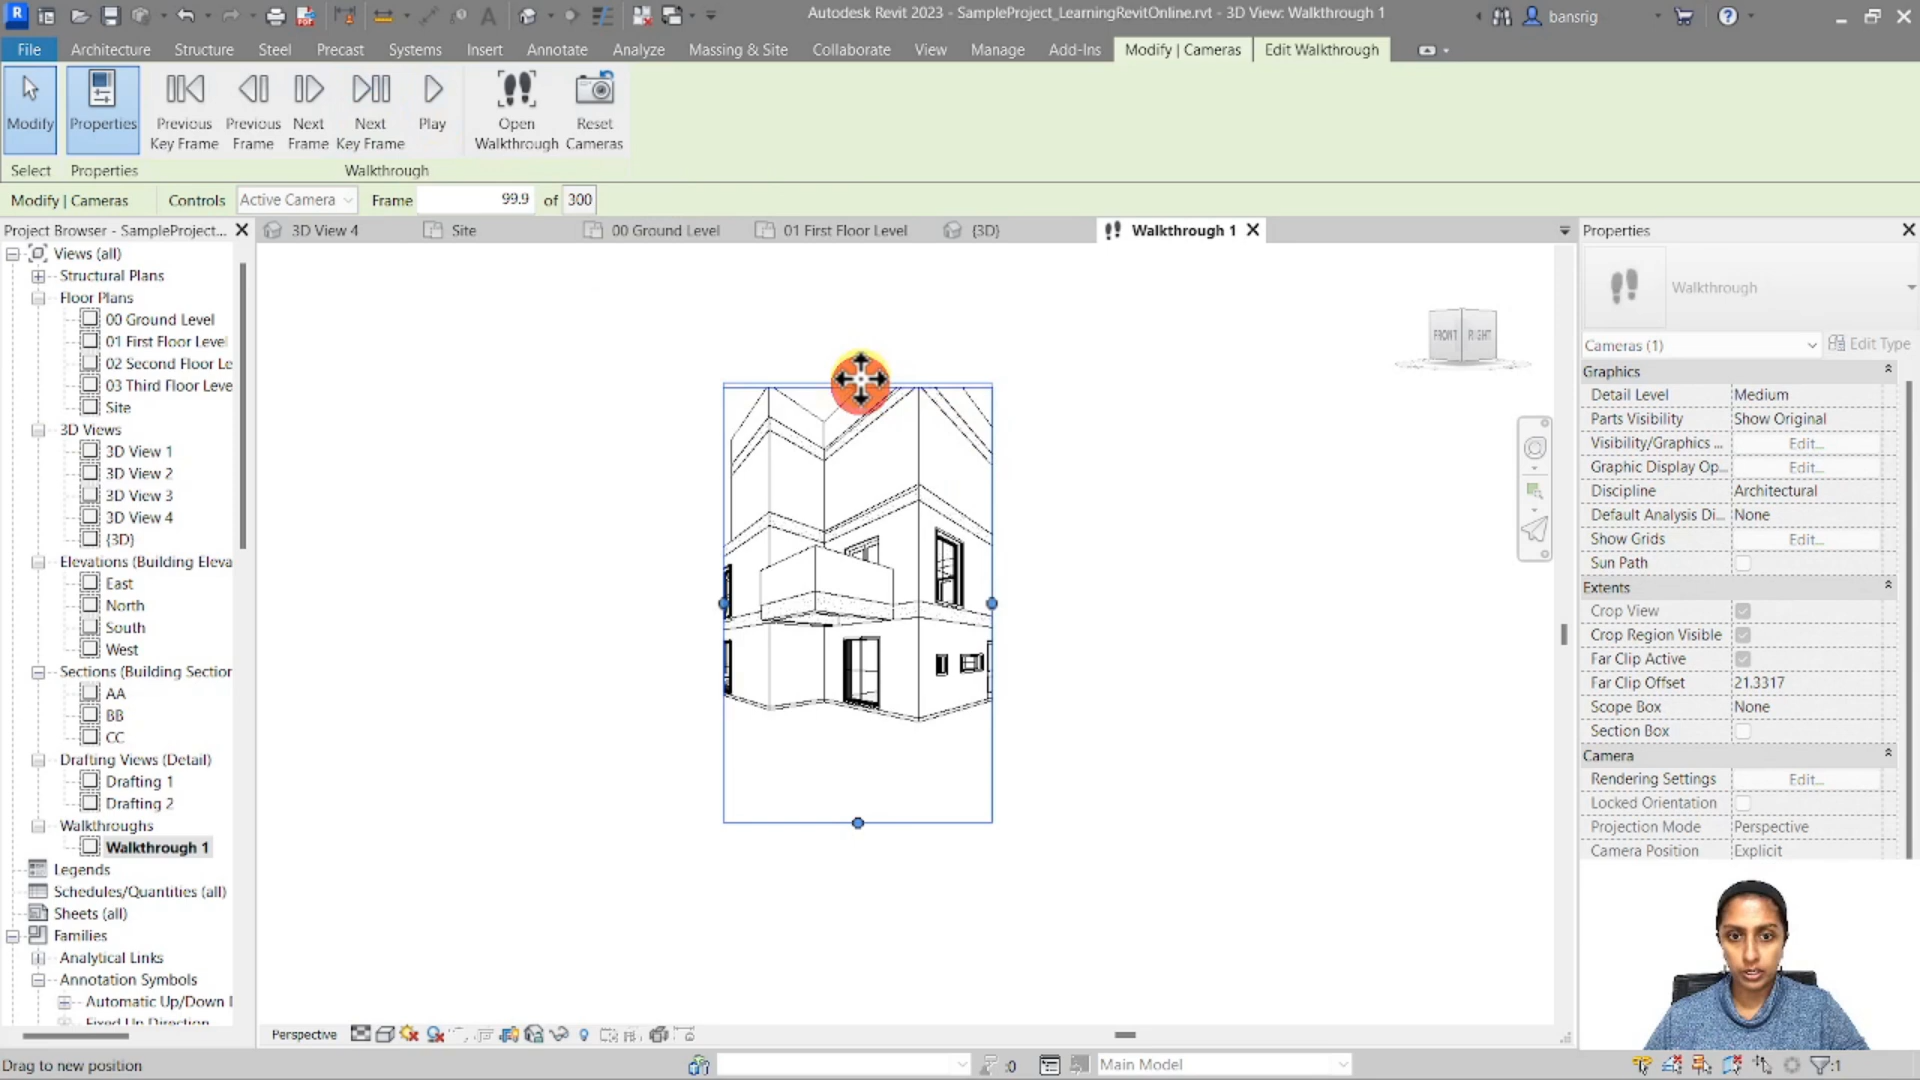 Autodesk Revit 2023 - SampleProject_LearningRevitOnline.rvt - 3D View: Walkthrough 1
bansrig
File Architecture Structure Steel Precast Systems Insert Annotate Analyze Massing & Site Collaborate View Manage Add-Ins Modify | Cameras Edit Walkthrough
Modify Properties Previous Key Frame Previous Frame Next Frame Next Key Frame Play Open Walkthrough Reset Cameras
Select Properties Walkthrough
Modify | Cameras Controls Active Camera Frame 99.9 of 300
Project Browser - SampleProject...
3D View 4 Site 00 Ground Level 01 First Floor Level {3D} Walkthrough 1
Views (all)
Structural Plans
Floor Plans
00 Ground Level
01 First Floor Level
02 Second Floor Le
03 Third Floor Leve
Site
3D Views
3D View 1
3D View 2
3D View 3
3D View 4
{3D}
Elevations (Building Eleva
East
North
South
West
Sections (Building Section
AA
BB
CC
Drafting Views (Detail)
Drafting 1
Drafting 2
Walkthroughs
Walkthrough 1
Legends
Schedules/Quantities (all)
Sheets (all)
Families
Analytical Links
Annotation Symbols
Automatic Up/Down
Fixed Up Direction
FRONT RIGHT
Properties
Walkthrough
Cameras (1) Edit Type
Graphics
Detail Level Medium
Parts Visibility Show Original
Visibility/Graphics ... Edit...
Graphic Display Op... Edit...
Discipline Architectural
Default Analysis Di... None
Show Grids Edit...
Sun Path
Extents
Crop View
Crop Region Visible
Far Clip Active
Far Clip Offset 21.3317
Scope Box None
Section Box
Camera
Rendering Settings Edit...
Locked Orientation
Projection Mode Perspective
Camera Position Explicit
Perspective
Drag to new position
:0
Main Model
:1